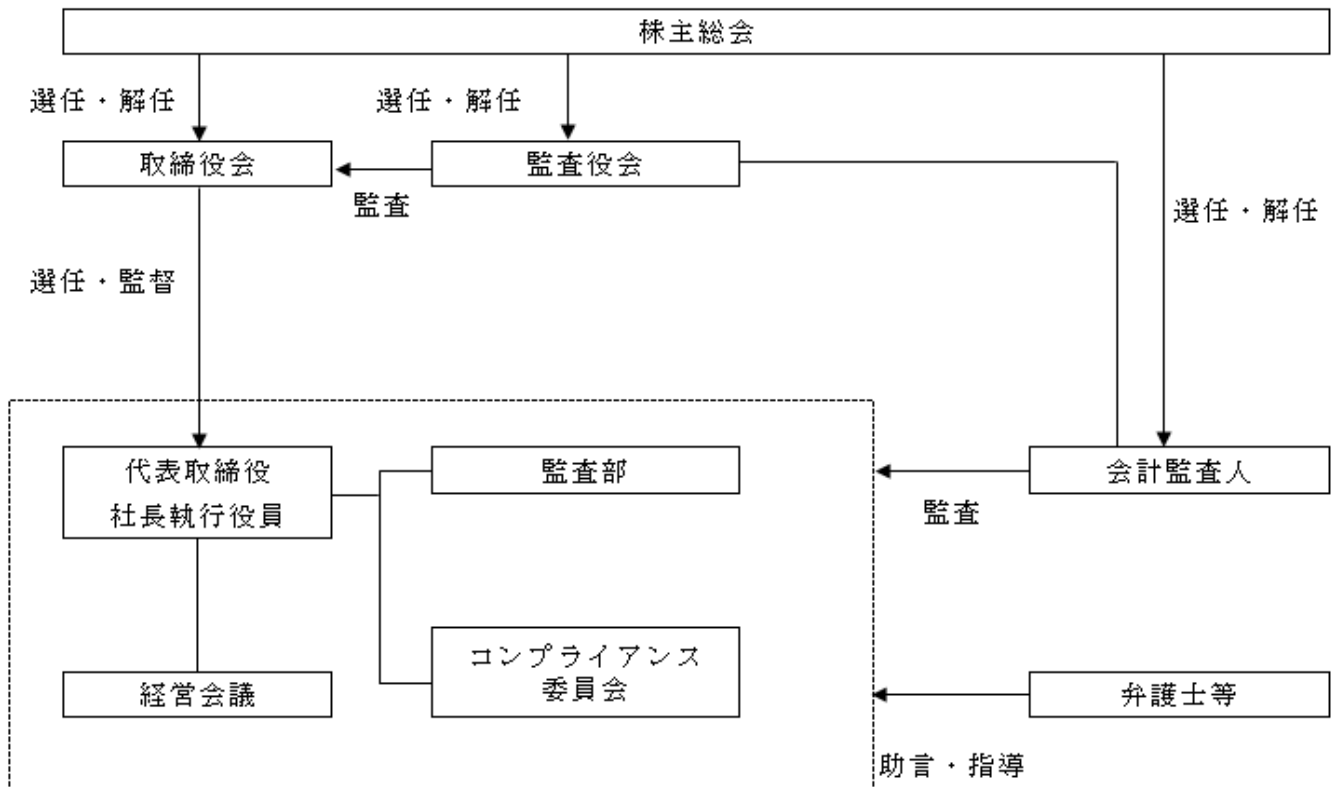 株主総会
選任・解任
選任・解任
取締役会
監査役会
監査
選任・解任
選任・監督
代表取締役
社長執行役員
監査部
会計監査人
監査
コンプライアンス
委員会
経営会議
弁護士等
助言・指導